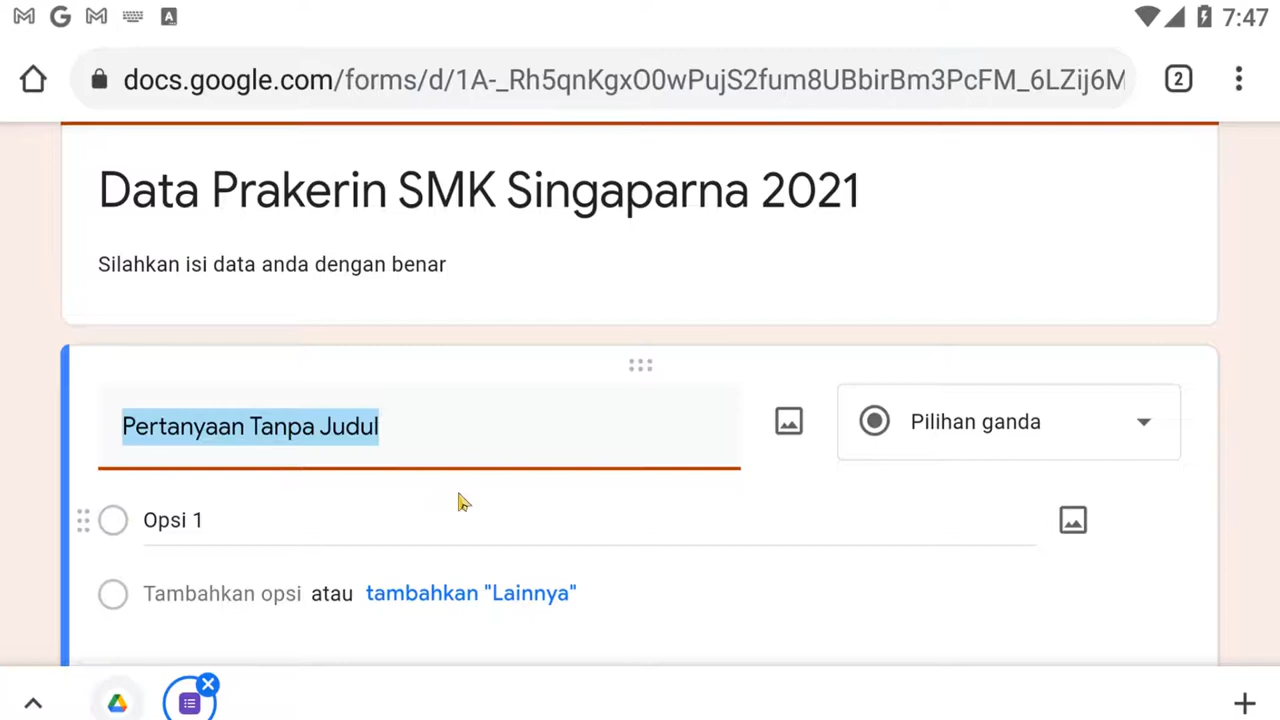 7:47
docs.google.com/forms/d/1A-_Rh5qnKgxO0wPujS2fum8UBbirBm3PcFM_6LZij6M
2
Data Prakerin SMK Singaparna 2021
Silahkan isi data anda dengan benar
Pertanyaan Tanpa Judul
Pilihan ganda
Opsi 1
Tambahkan opsi atau tambahkan "Lainnya"